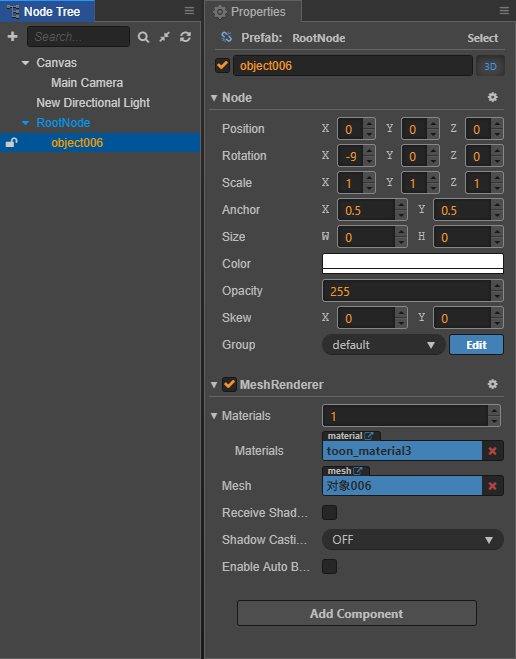 Node Tree
Search...
Canvas
Main Camera
New Directional Light
RootNode
object006
Properties
Prefab: RootNode Select
object006 3D
Node
Position X 0 Y 0 Z 0
Rotation X -9 Y 0 Z 0
Scale X 1 Y 1 Z 1
Anchor X 0.5 Y 0.5
Size W 0 H 0
Color
Opacity 255
Skew X 0 Y 0
Group default Edit
MeshRenderer
Materials 1
material
Materials toon_material3
mesh
Mesh 对象006
Receive Shad...
Shadow Casti... OFF
Enable Auto B...
Add Component